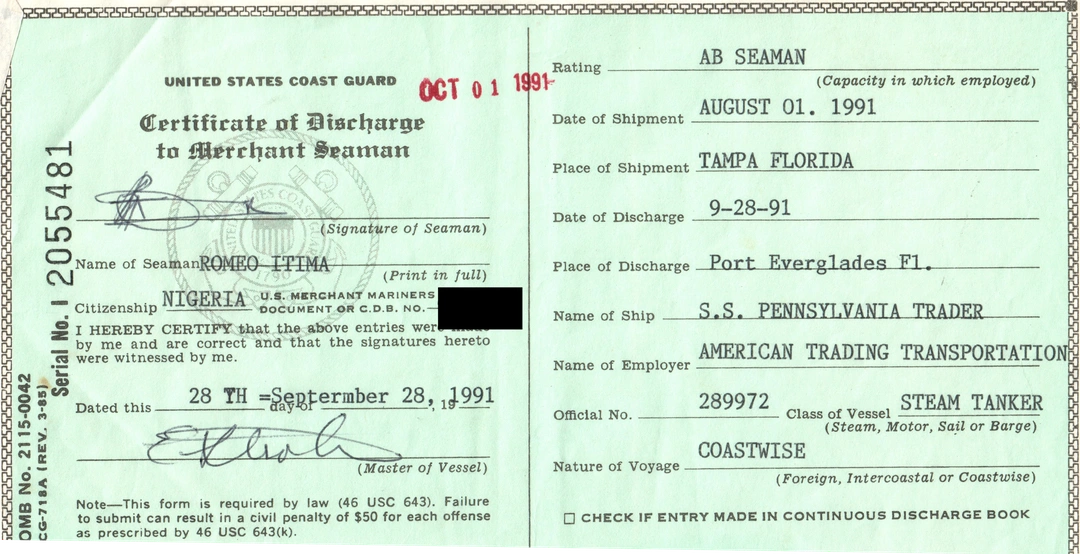 UNITED STATES COAST GUARD
OCT 01 1991
Certificate of Discharge
to Merchant Seaman
(Signature of Seaman)
Name of Seaman ROMEO ITIMA
(Print in full)
Citizenship NIGERIA U.S. MERCHANT MARINERS
DOCUMENT OR C.D.B. NO.
I HEREBY CERTIFY that the above entries were made
by me and are correct and that the signatures hereto
were witnessed by me.
Dated this 28 TH =Septermber 28, 1991
day of , 19
(Master of Vessel)
Note—This form is required by law (46 USC 643). Failure
to submit can result in a civil penalty of $50 for each offense
as prescribed by 46 USC 643(k).
Serial No. 1 2055481
OMB No. 2115-0042
CG-718A (REV. 3-85)
Rating AB SEAMAN
(Capacity in which employed)
Date of Shipment AUGUST 01. 1991
Place of Shipment TAMPA FLORIDA
Date of Discharge 9-28-91
Place of Discharge Port Everglades Fl.
Name of Ship S.S. PENNSYLVANIA TRADER
Name of Employer AMERICAN TRADING TRANSPORTATION
Official No. 289972 Class of Vessel STEAM TANKER
(Steam, Motor, Sail or Barge)
Nature of Voyage COASTWISE
(Foreign, Intercoastal or Coastwise)
☐ CHECK IF ENTRY MADE IN CONTINUOUS DISCHARGE BOOK